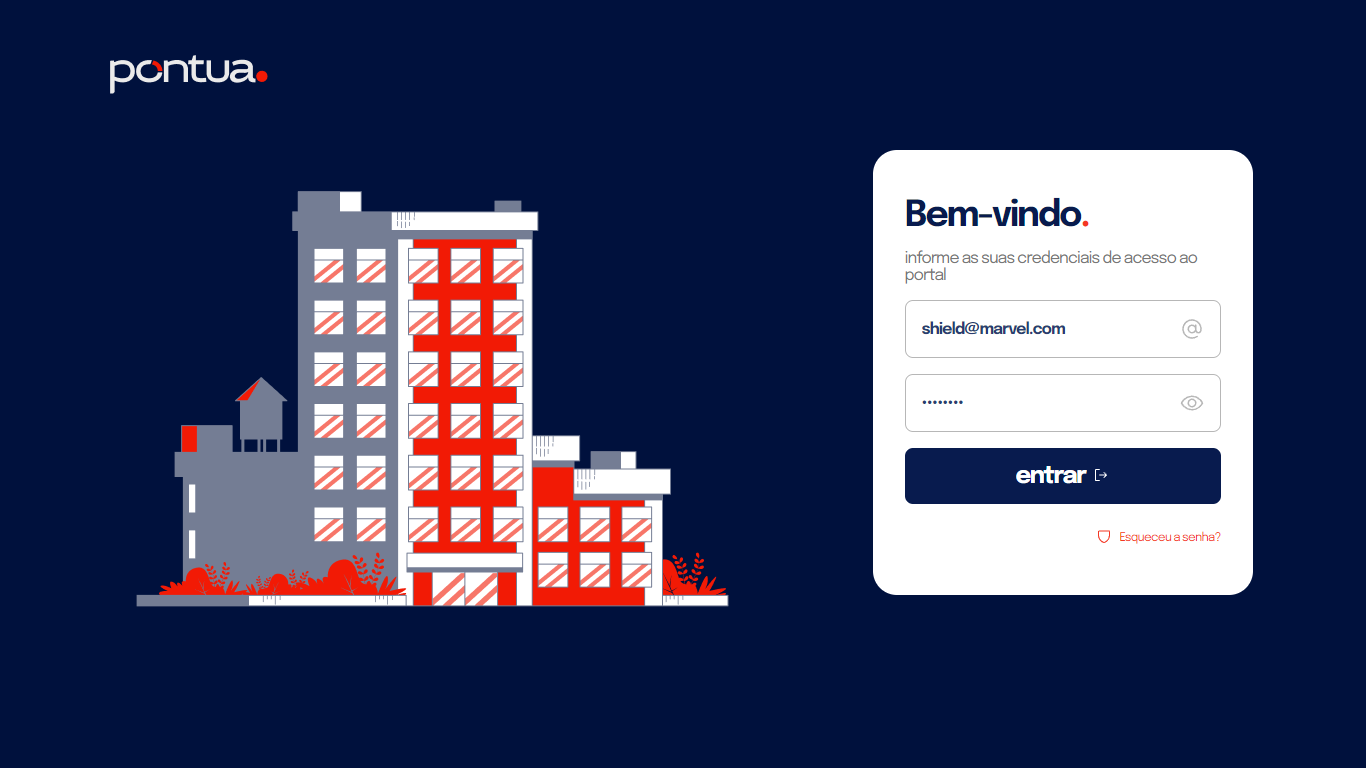 pontua.
Bem-vindo.
informe as suas credenciais de acesso ao
portal
shield@marvel.com
••••••••
entrar
Esqueceu a senha?